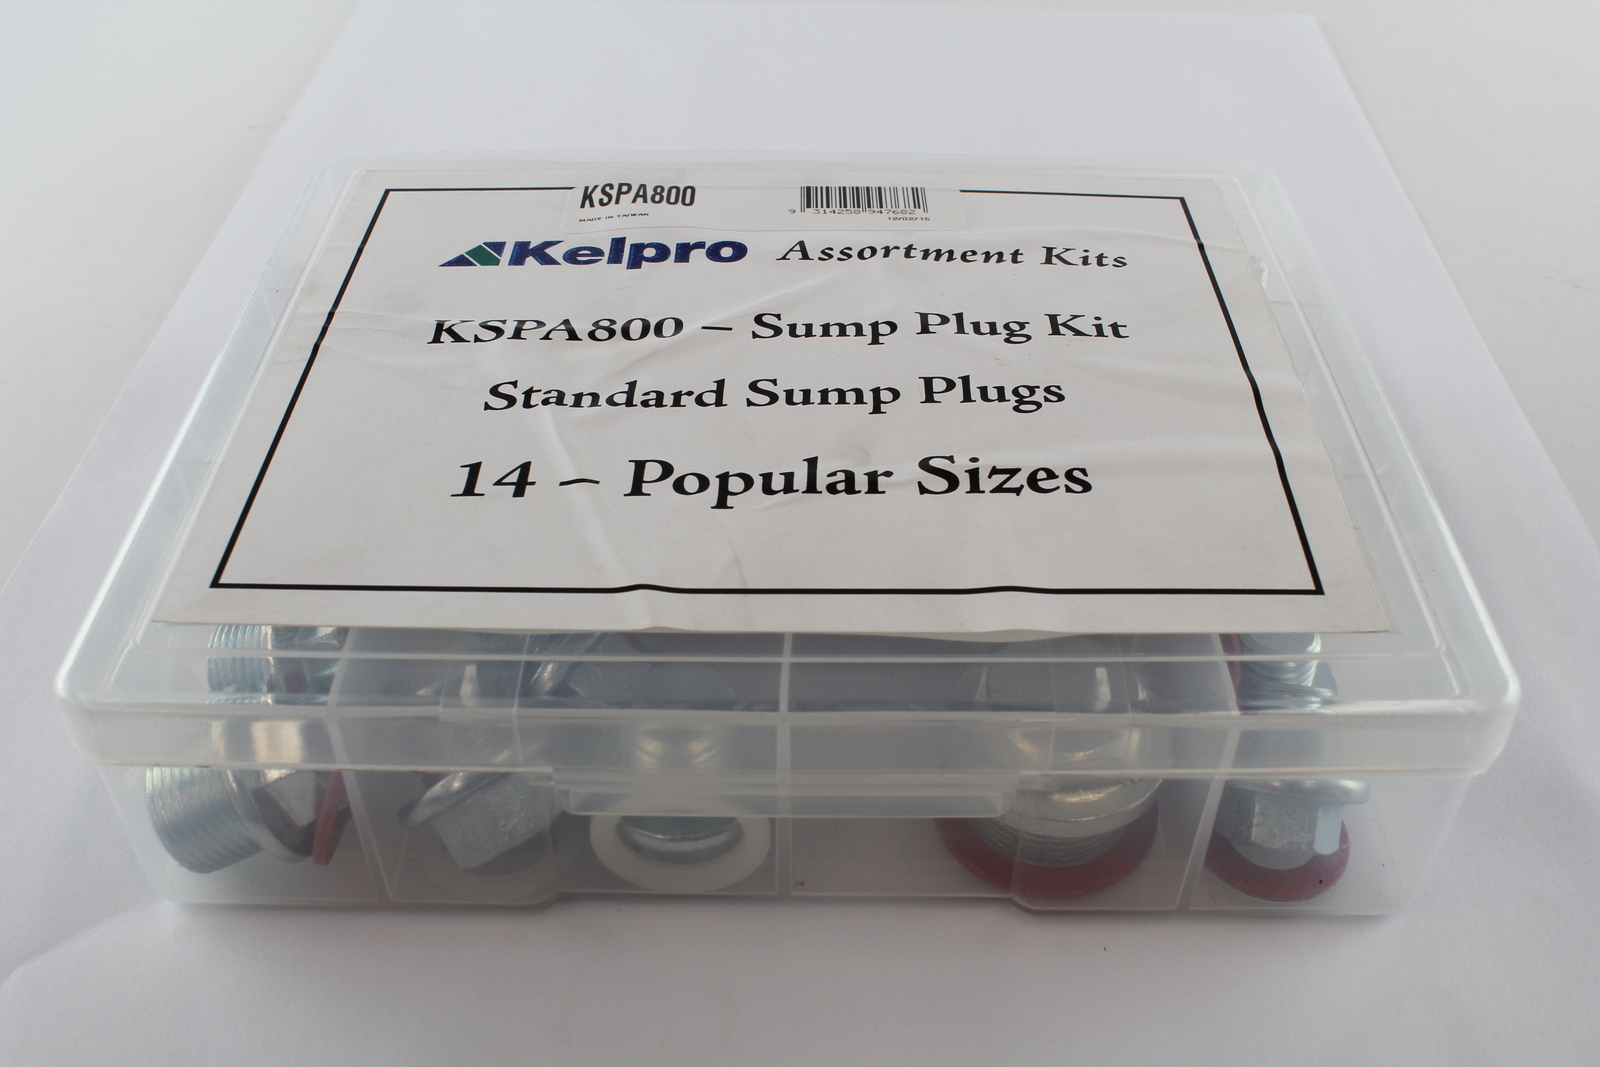 KSPA800
MADE IN TAIWAN
9 314258 947682
12/02/16
Kelpro Assortment Kits
KSPA800 – Sump Plug Kit
Standard Sump Plugs
14 – Popular Sizes